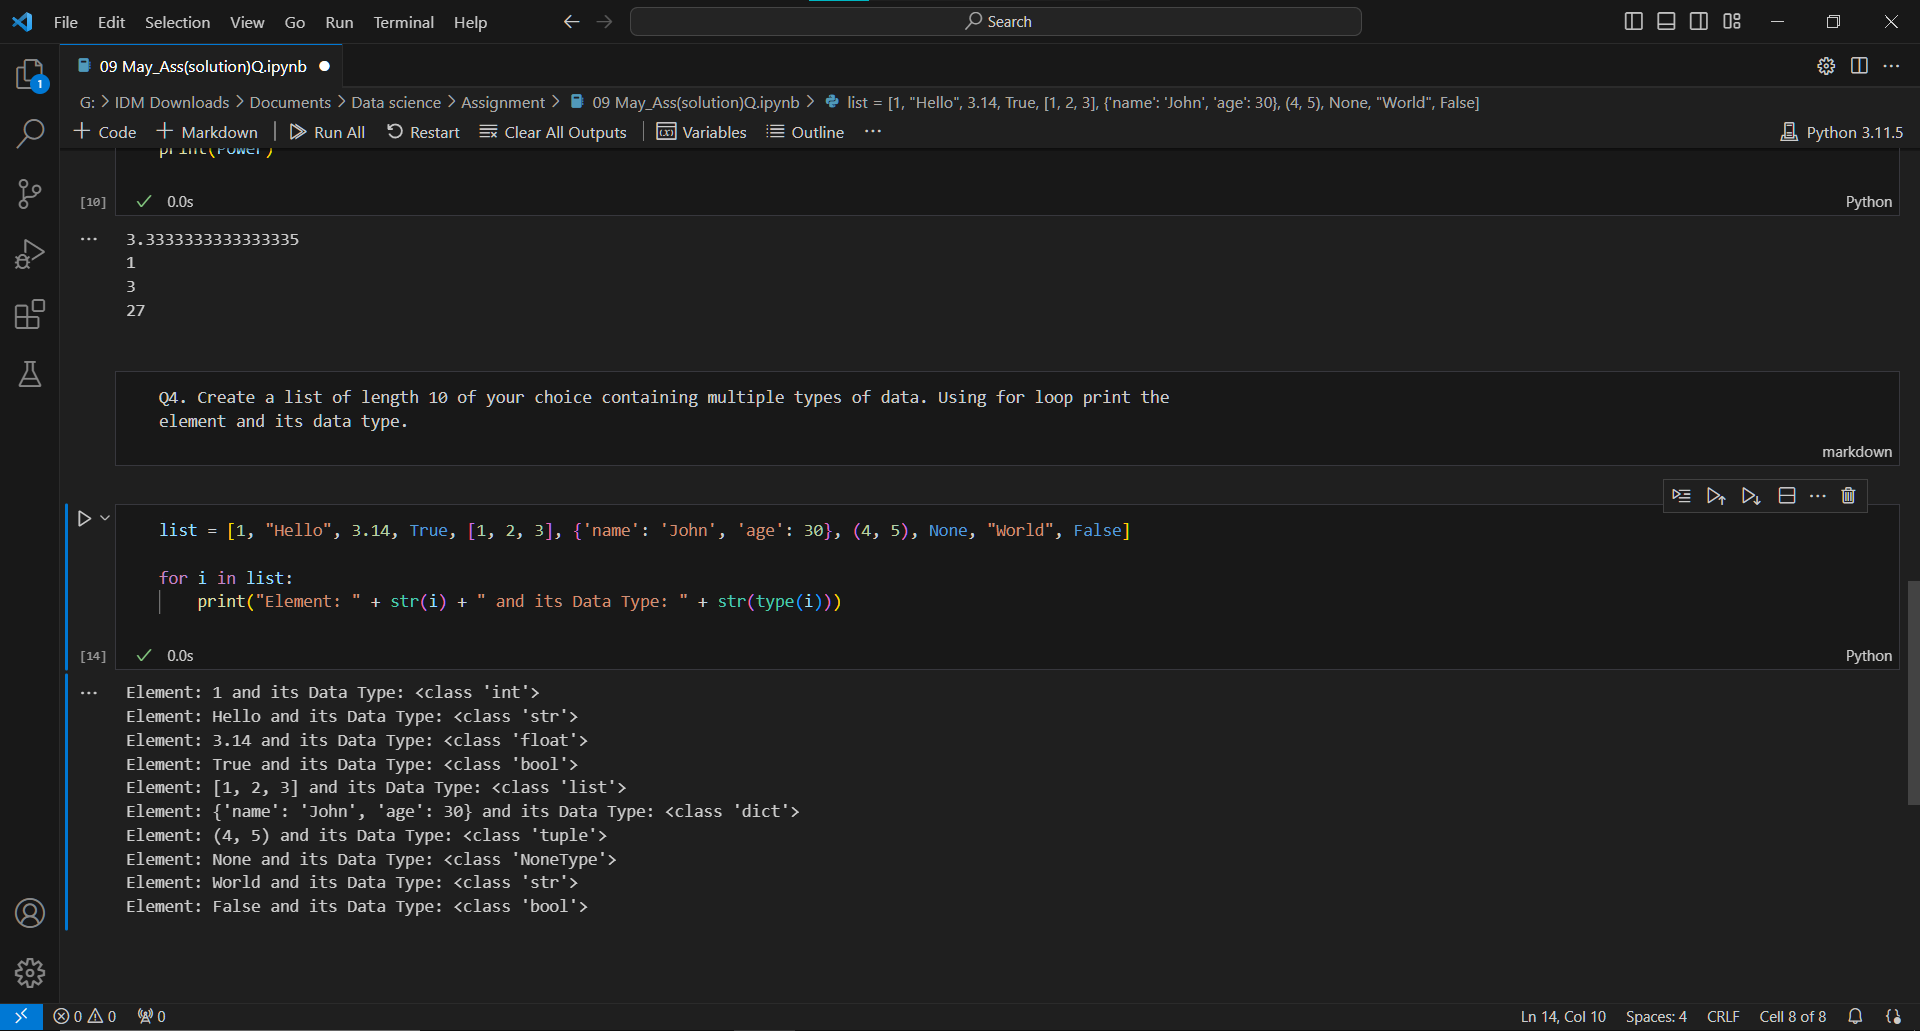 File Edit Selection View Go Run Terminal Help Search
09 May_Ass(solution)Q.ipynb
G: > IDM Downloads > Documents > Data science > Assignment > 09 May_Ass(solution)Q.ipynb > list = [1, "Hello", 3.14, True, [1, 2, 3], {'name': 'John', 'age': 30}, (4, 5), None, "World", False]
+ Code + Markdown | Run All Restart Clear All Outputs | Variables Outline ... Python 3.11.5
print(Power)
[10] 0.0s Python
3.3333333333333335
1
3
27
Q4. Create a list of length 10 of your choice containing multiple types of data. Using for loop print the
element and its data type.
markdown
list = [1, "Hello", 3.14, True, [1, 2, 3], {'name': 'John', 'age': 30}, (4, 5), None, "World", False]
for i in list:
print("Element: " + str(i) + " and its Data Type: " + str(type(i)))
[14] 0.0s Python
Element: 1 and its Data Type: <class 'int'>
Element: Hello and its Data Type: <class 'str'>
Element: 3.14 and its Data Type: <class 'float'>
Element: True and its Data Type: <class 'bool'>
Element: [1, 2, 3] and its Data Type: <class 'list'>
Element: {'name': 'John', 'age': 30} and its Data Type: <class 'dict'>
Element: (4, 5) and its Data Type: <class 'tuple'>
Element: None and its Data Type: <class 'NoneType'>
Element: World and its Data Type: <class 'str'>
Element: False and its Data Type: <class 'bool'>
1
0 0 0 Ln 14, Col 10 Spaces: 4 CRLF Cell 8 of 8